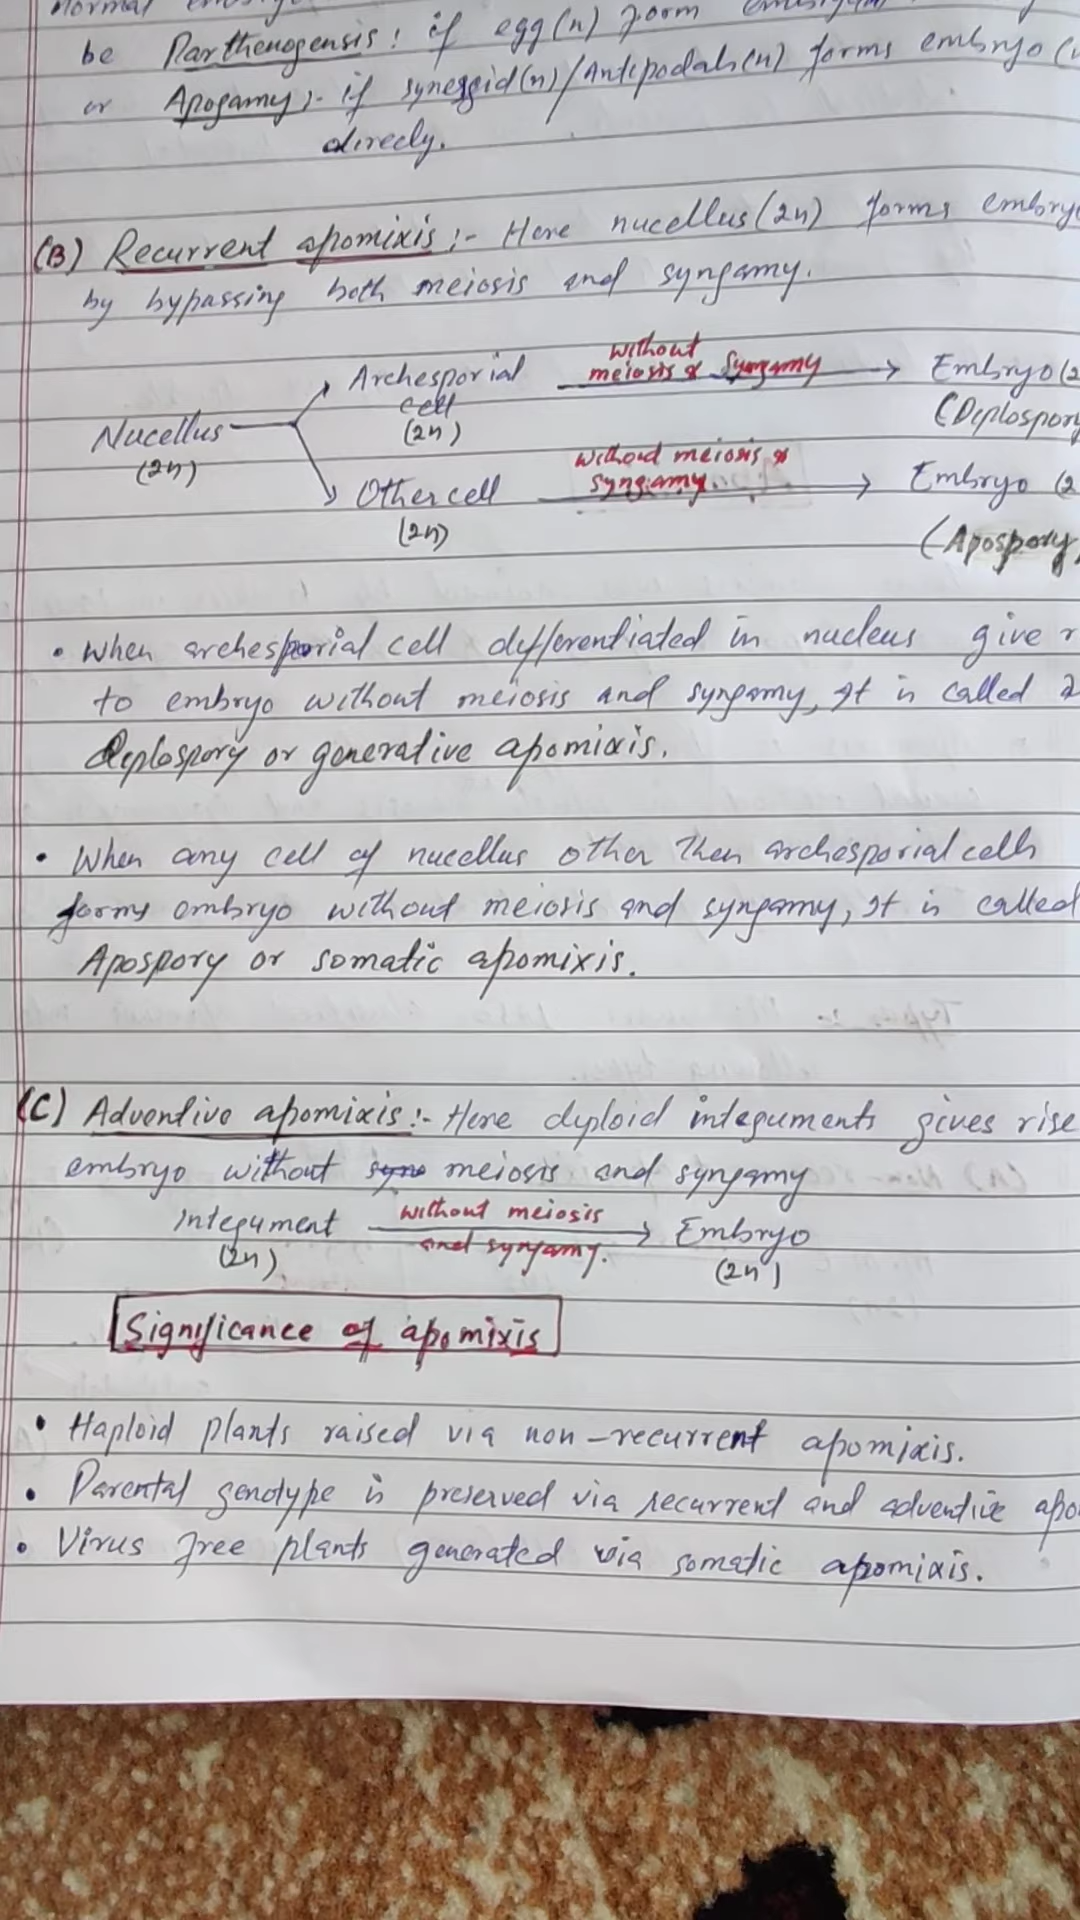 be Parthenogensis: if egg(n) form
or Apogamy:- if synergid(n)/Antipodals(n) forms embryo
direcly.
(B) Recurrent apomixis:- Here nucellus(2n) forms embryo
by bypassing both meiosis and syngamy.
Nucellus
(2n)
Archesporial
cell
(2n)
without
meiosis & Syngamy
Embryo (2
(Diplospory
Other cell
(2n)
without meiosis &
syngamy.
Embryo (2
(Apospory
• When archesporial cell differentiated in nucleus give
to embryo without meiosis and syngamy, It is called
Diplospory or generative apomixis.
• When any cell of nucellus other then archesporial cells
forms embryo without meiosis and syngamy, It is called
Apospory or somatic apomixis.
(C) Adventive apomixis:- Here dyploid integuments gives rise
embryo without meiosis and syngamy
Integument
(2n)
without meiosis
and syngamy.
Embryo
(2n)
Significance of apomixis
• Haploid plants raised via non-recurrent apomixis.
• Parental genotype is preserved via recurrent and adventive apo
• Virus free plants generated via somatic apomixis.